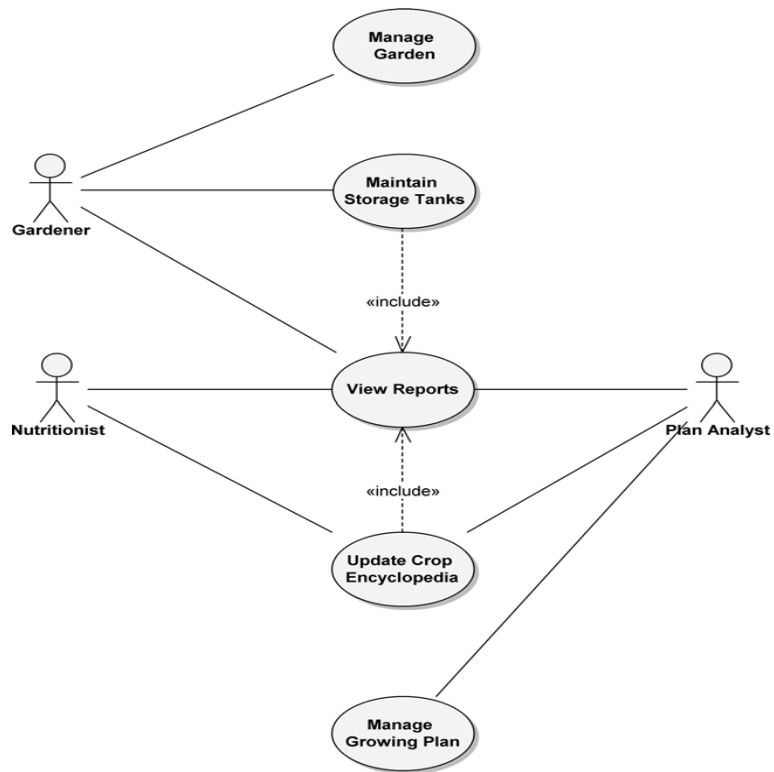 Manage
Garden
Maintain
Storage Tanks
Gardener
«include»
View Reports
Nutritionist
Plan Analyst
«include»
Update Crop
Encyclopedia
Manage
Growing Plan